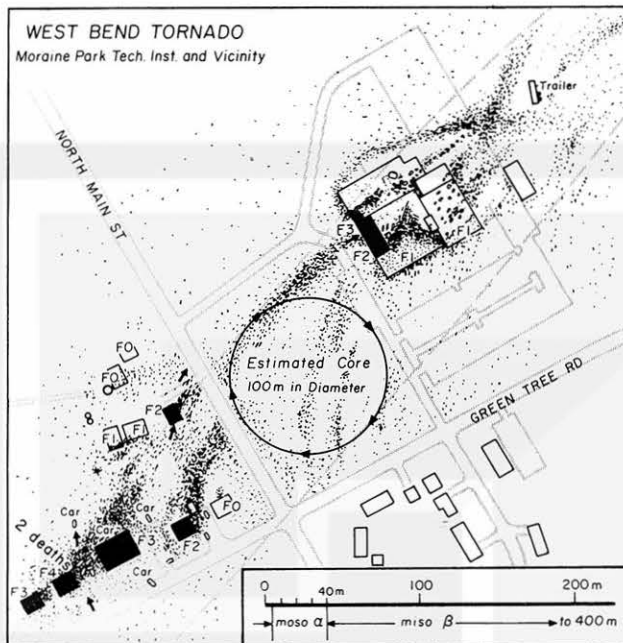 WEST BEND TORNADO
Moraine Park Tech. Inst. and Vicinity
NORTH MAIN ST
Trailer
F3
F2
F1
F1
Estimated Core
100m in Diameter
GREEN TREE RD
F0
F0
F2
F1
F1
F0
Car
Car
Car
Car
2 deaths
F3
F2
F4
F3
0 40m 100 200m
moso α miso β to 400m